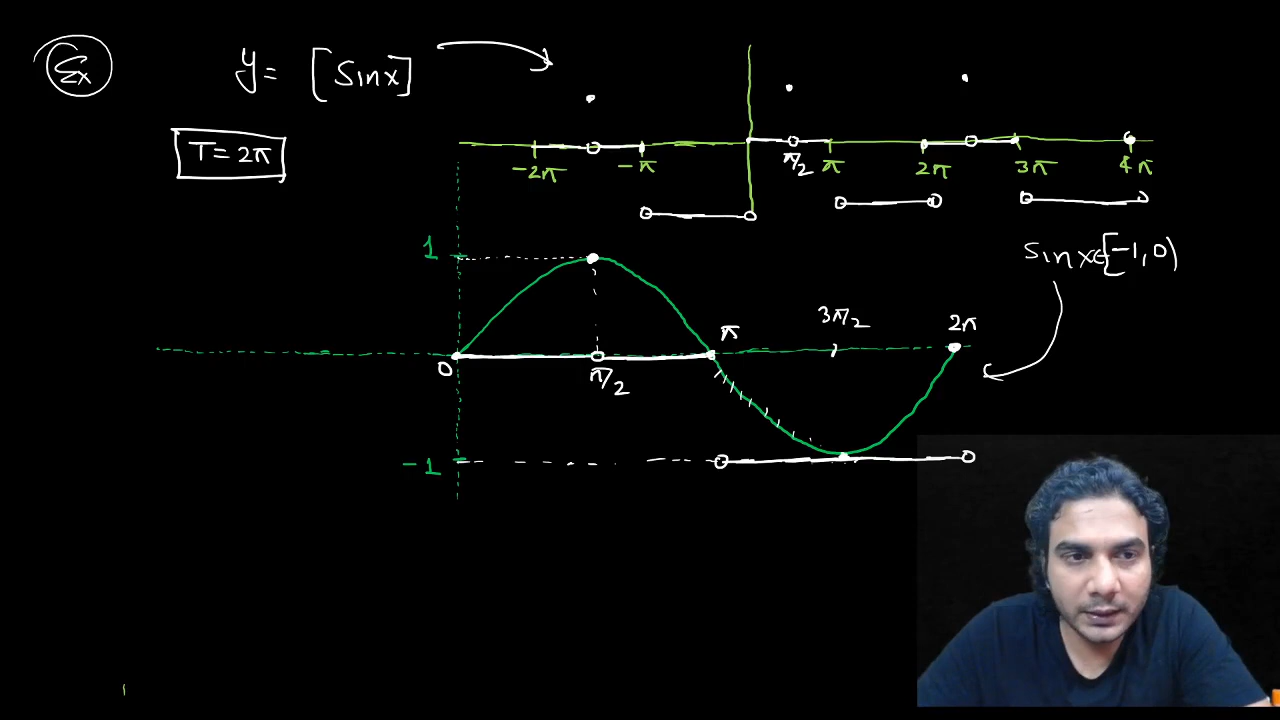 Ex
y = [sinx]
T = 2π
-2π -π π/2 π 2π 3π 4π
1
sinx∈[-1,0)
0 π/2 π 3π/2 2π
-1